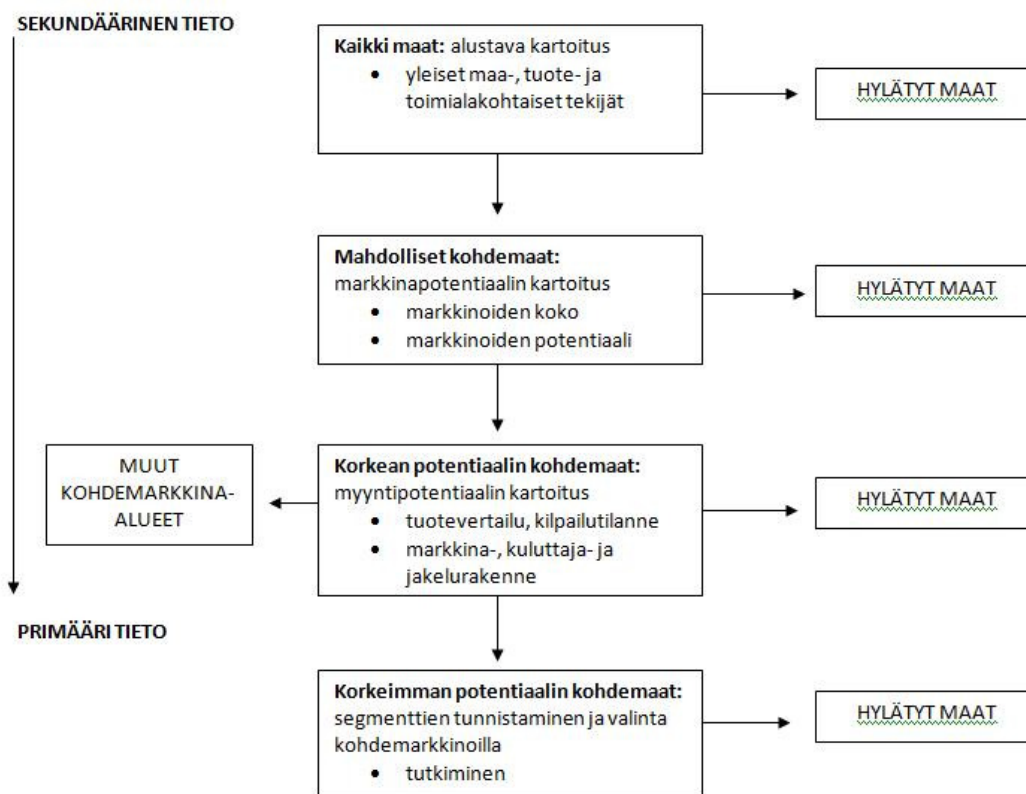 SEKUNDÄÄRINEN TIETO
Kaikki maat: alustava kartoitus
• yleiset maa-, tuote- ja
toimialakohtaiset tekijät
HYLÄTYT MAAT
Mahdolliset kohdemaat:
markkinapotentiaalin kartoitus
• markkinoiden koko
• markkinoiden potentiaali
HYLÄTYT MAAT
MUUT
KOHDEMARKKINA-
ALUEET
Korkean potentiaalin kohdemaat:
myyntipotentiaalin kartoitus
• tuotevertailu, kilpailutilanne
• markkina-, kuluttaja- ja
jakelurakenne
HYLÄTYT MAAT
PRIMÄÄRI TIETO
Korkeimman potentiaalin kohdemaat:
segmenttien tunnistaminen ja valinta
kohdemarkkinoilla
• tutkiminen
HYLÄTYT MAAT